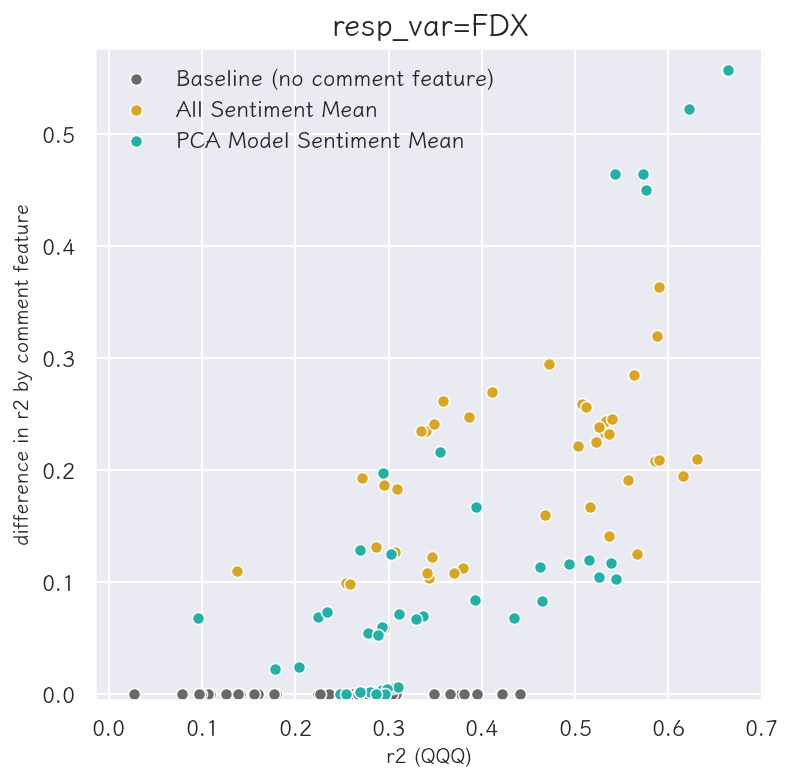 resp_var=FDX
Baseline (no comment feature)
All Sentiment Mean
PCA Model Sentiment Mean
difference in r2 by comment feature
0.5
0.4
0.3
0.2
0.1
0.0
0.0 0.1 0.2 0.3 0.4 0.5 0.6 0.7
r2 (QQQ)